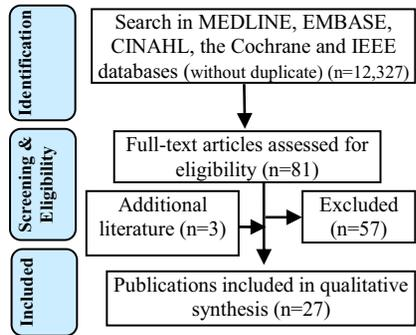 Identification
Search in MEDLINE, EMBASE,
CINAHL, the Cochrane and IEEE
databases (without duplicate) (n=12,327)
Screening &
Eligibility
Full-text articles assessed for
eligibility (n=81)
Additional
literature (n=3)
Excluded
(n=57)
Included
Publications included in qualitative
synthesis (n=27)